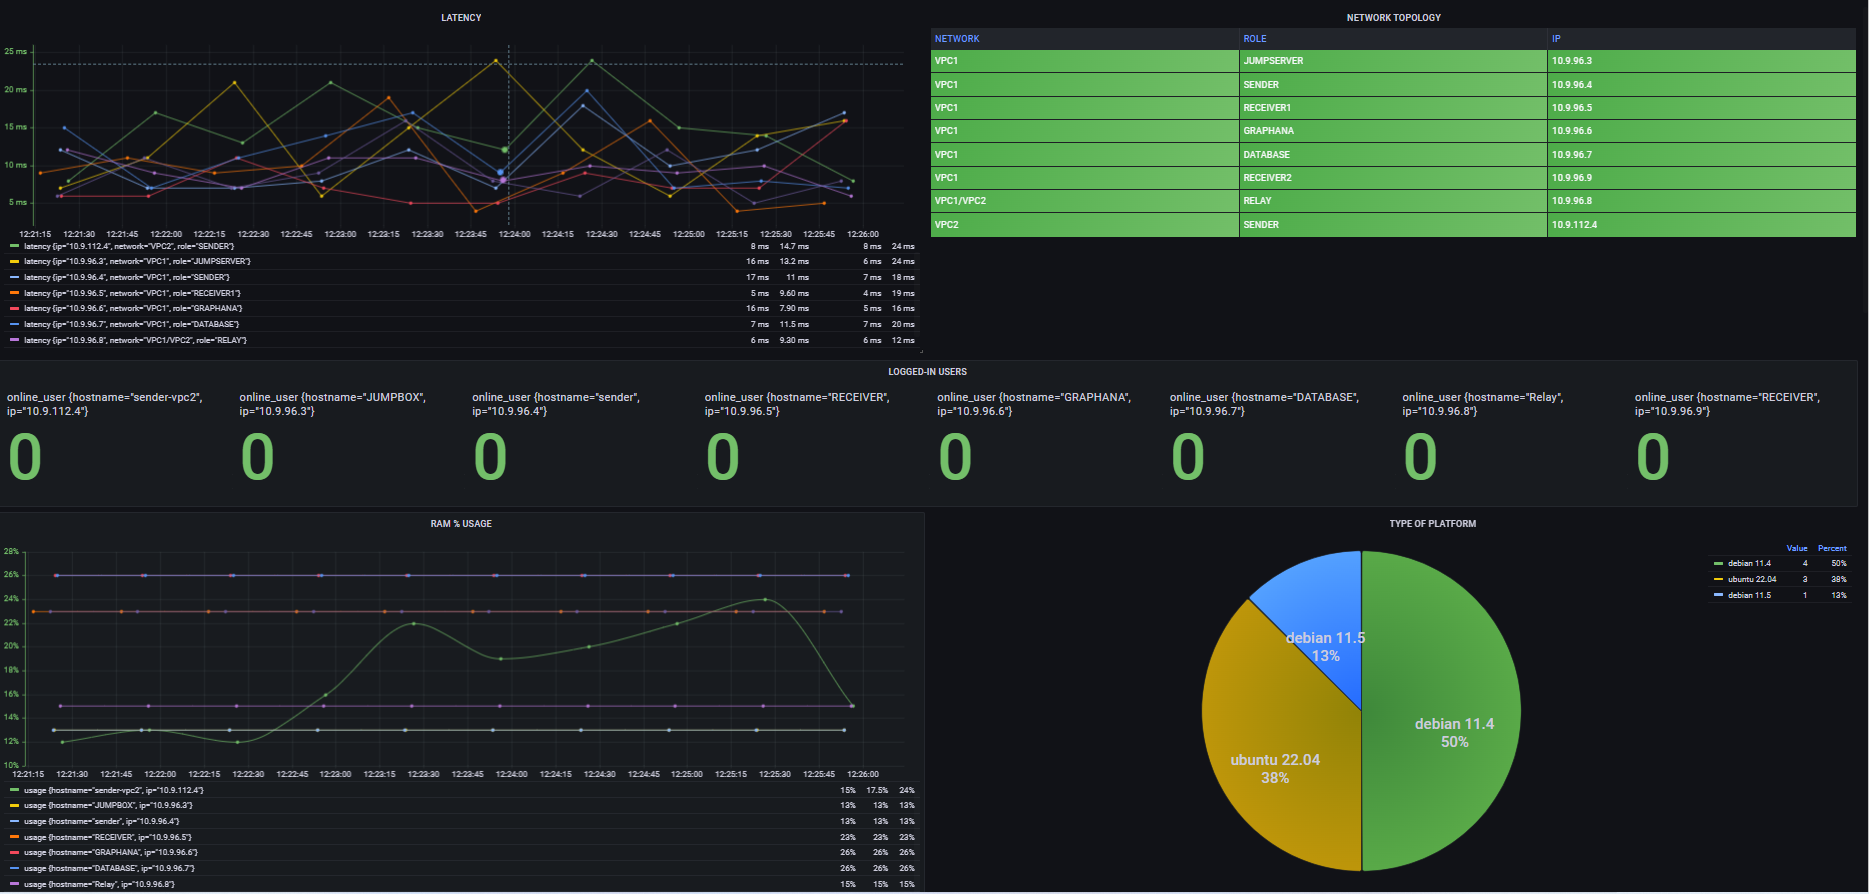 LATENCY
25 ms
20 ms
15 ms
10 ms
5 ms
12:21:15 12:21:30 12:21:45 12:22:00 12:22:15 12:22:30 12:22:45 12:23:00 12:23:15 12:23:30 12:23:45 12:24:00 12:24:15 12:24:30 12:24:45 12:25:00 12:25:15 12:25:30 12:25:45 12:26:00
latency {ip="10.9.112.4", network="VPC2", role="SENDER"} 8 ms 14.7 ms 8 ms 24 ms
latency {ip="10.9.96.3", network="VPC1", role="JUMPSERVER"} 16 ms 13.2 ms 6 ms 24 ms
latency {ip="10.9.96.4", network="VPC1", role="SENDER"} 17 ms 11 ms 7 ms 18 ms
latency {ip="10.9.96.5", network="VPC1", role="RECEIVER1"} 5 ms 9.60 ms 4 ms 19 ms
latency {ip="10.9.96.6", network="VPC1", role="GRAPHANA"} 16 ms 7.90 ms 5 ms 16 ms
latency {ip="10.9.96.7", network="VPC1", role="DATABASE"} 7 ms 11.5 ms 7 ms 20 ms
latency {ip="10.9.96.8", network="VPC1/VPC2", role="RELAY"} 6 ms 9.30 ms 6 ms 12 ms
NETWORK TOPOLOGY
NETWORK ROLE IP
VPC1 JUMPSERVER 10.9.96.3
VPC1 SENDER 10.9.96.4
VPC1 RECEIVER1 10.9.96.5
VPC1 GRAPHANA 10.9.96.6
VPC1 DATABASE 10.9.96.7
VPC1 RECEIVER2 10.9.96.9
VPC1/VPC2 RELAY 10.9.96.8
VPC2 SENDER 10.9.112.4
LOGGED-IN USERS
online_user {hostname="sender-vpc2",
ip="10.9.112.4"}
0
online_user {hostname="JUMPBOX",
ip="10.9.96.3"}
0
online_user {hostname="sender",
ip="10.9.96.4"}
0
online_user {hostname="RECEIVER",
ip="10.9.96.5"}
0
online_user {hostname="GRAPHANA",
ip="10.9.96.6"}
0
online_user {hostname="DATABASE",
ip="10.9.96.7"}
0
online_user {hostname="Relay",
ip="10.9.96.8"}
0
online_user {hostname="RECEIVER",
ip="10.9.96.9"}
0
RAM % USAGE
28%
26%
24%
22%
20%
18%
16%
14%
12%
10%
12:21:15 12:21:30 12:21:45 12:22:00 12:22:15 12:22:30 12:22:45 12:23:00 12:23:15 12:23:30 12:23:45 12:24:00 12:24:15 12:24:30 12:24:45 12:25:00 12:25:15 12:25:30 12:25:45 12:26:00
usage {hostname="sender-vpc2", ip="10.9.112.4"} 15% 17.5% 24%
usage {hostname="JUMPBOX", ip="10.9.96.3"} 13% 13% 13%
usage {hostname="sender", ip="10.9.96.4"} 13% 13% 13%
usage {hostname="RECEIVER", ip="10.9.96.5"} 23% 23% 23%
usage {hostname="GRAPHANA", ip="10.9.96.6"} 26% 26% 26%
usage {hostname="DATABASE", ip="10.9.96.7"} 26% 26% 26%
usage {hostname="Relay", ip="10.9.96.8"} 15% 15% 15%
TYPE OF PLATFORM
Value Percent
debian 11.4 4 50%
ubuntu 22.04 3 38%
debian 11.5 1 13%
debian 11.5
13%
debian 11.4
50%
ubuntu 22.04
38%